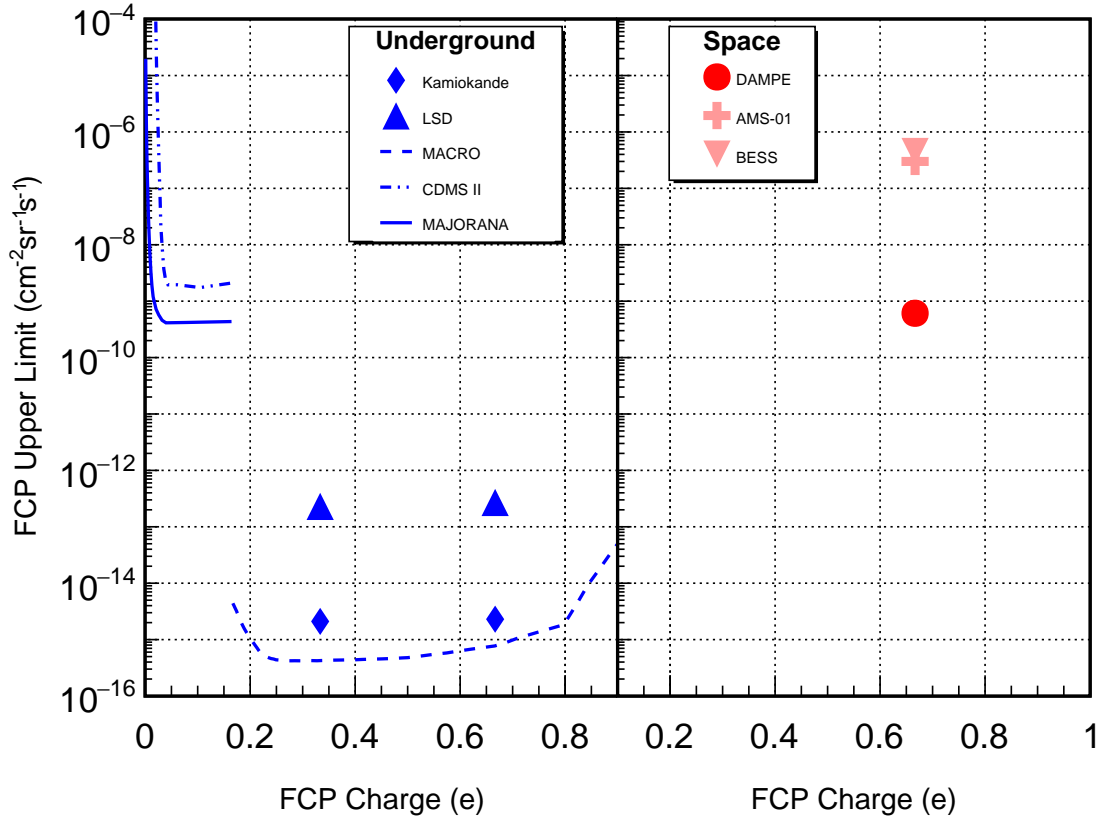 Underground
Kamiokande
LSD
MACRO
CDMS II
MAJORANA
Space
DAMPE
AMS-01
BESS
FCP Upper Limit (cm⁻²sr⁻¹s⁻¹)
10⁻⁴
10⁻⁶
10⁻⁸
10⁻¹⁰
10⁻¹²
10⁻¹⁴
10⁻¹⁶
0 0.2 0.4 0.6 0.8 0.2 0.4 0.6 0.8 1
FCP Charge (e) FCP Charge (e)